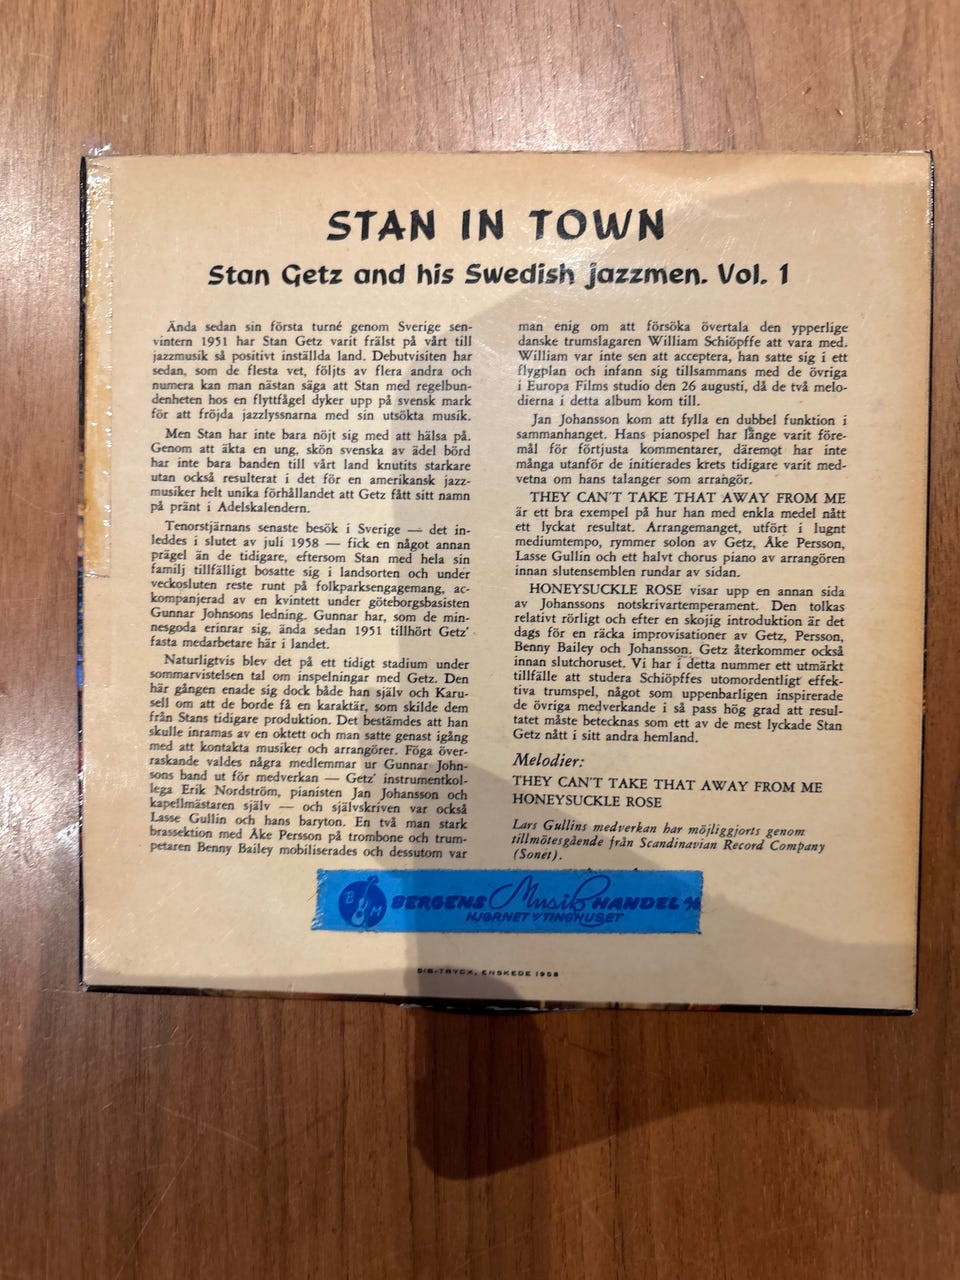 STAN IN TOWN
Stan Getz and his Swedish jazzmen. Vol. 1
Ända sedan sin första turné genom Sverige sen-
vintern 1951 har Stan Getz varit frälst på vårt till
jazzmusik så positivt inställda land. Debutvisiten har
sedan, som de flesta vet, följts av flera andra och
numera kan man nästan säga att Stan med regelbun-
denheten hos en flyttfågel dyker upp på svensk mark
för att fröjda jazzlyssnarna med sin utsökta musik.
Men Stan har inte bara nöjt sig med att hälsa på.
Genom att äkta en ung, skön svenska av ädel börd
har inte bara banden till vårt land knutits starkare
utan också resulterat i det för en amerikansk jazz-
musiker helt unika förhållandet att Getz fått sitt namn
på pränt i Adelskalendern.
Tenorstjärnans senaste besök i Sverige — det in-
leddes i slutet av juli 1958 — fick en något annan
prägel än de tidigare, eftersom Stan med hela sin
familj tillfälligt bosatte sig i landsorten och under
veckosluten reste runt på folkparksengagemang, ac-
kompanjerad av en kvintett under göteborgsbasisten
Gunnar Johnsons ledning. Gunnar har, som de min-
nesgoda erinrar sig, ända sedan 1951 tillhört Getz'
fasta medarbetare här i landet.
Naturligtvis blev det på ett tidigt stadium under
sommarvistelsen tal om inspelningar med Getz. Den
här gången enade sig dock både han själv och Karu-
sell om att de borde få en karaktär, som skilde dem
från Stans tidigare produktion. Det bestämdes att han
skulle inramas av en oktett och man satte genast igång
med att kontakta musiker och arrangörer. Föga över-
raskande valdes några medlemmar ur Gunnar John-
sons band ut för medverkan — Getz' instrumentkol-
lega Erik Nordström, pianisten Jan Johansson och
kapellmästaren själv — och självskriven var också
Lasse Gullin och hans baryton. En två man stark
brassektion med Åke Persson på trombone och trum-
petaren Benny Bailey mobiliserades och dessutom var
man enig om att försöka övertala den ypperlige
danske trumslagaren William Schiöpffe att vara med.
William var inte sen att acceptera, han satte sig i ett
flygplan och infann sig tillsammans med de övriga
i Europa Films studio den 26 augusti, då de två melo-
dierna i detta album kom till.
Jan Johansson kom att fylla en dubbel funktion i
sammanhanget. Hans pianospel har länge varit före-
mål för förtjusta kommentarer, däremot har inte
många utanför de initierades krets tidigare varit med-
vetna om hans talanger som arrangör.
THEY CAN'T TAKE THAT AWAY FROM ME
är ett bra exempel på hur han med enkla medel nått
ett lyckat resultat. Arrangemanget, utfört i lugnt
mediumtempo, rymmer solon av Getz, Åke Persson,
Lasse Gullin och ett halvt chorus piano av arrangören
innan slutensemblen rundar av sidan.
HONEYSUCKLE ROSE visar upp en annan sida
av Johanssons notskrivartemperament. Den tolkas
relativt rörligt och efter en skojig introduktion är det
dags för en räcka improvisationer av Getz, Persson,
Benny Bailey och Johansson. Getz återkommer också
innan slutchoruset. Vi har i detta nummer ett utmärkt
tillfälle att studera Schiöpffes utomordentligt effek-
tiva trumspel, något som uppenbarligen inspirerade
de övriga medverkande i så pass hög grad att resul-
tatet måste betecknas som ett av de mest lyckade Stan
Getz nått i sitt andra hemland.
Melodier:
THEY CAN'T TAKE THAT AWAY FROM ME
HONEYSUCKLE ROSE
Lars Gullins medverkan har möjliggjorts genom
tillmötesgående från Scandinavian Record Company
(Sonet).
B M BERGENS Musik HANDEL A/S
HJØRNET V TINGHUSET
SIB-TRYCK, ENSKEDE 1958